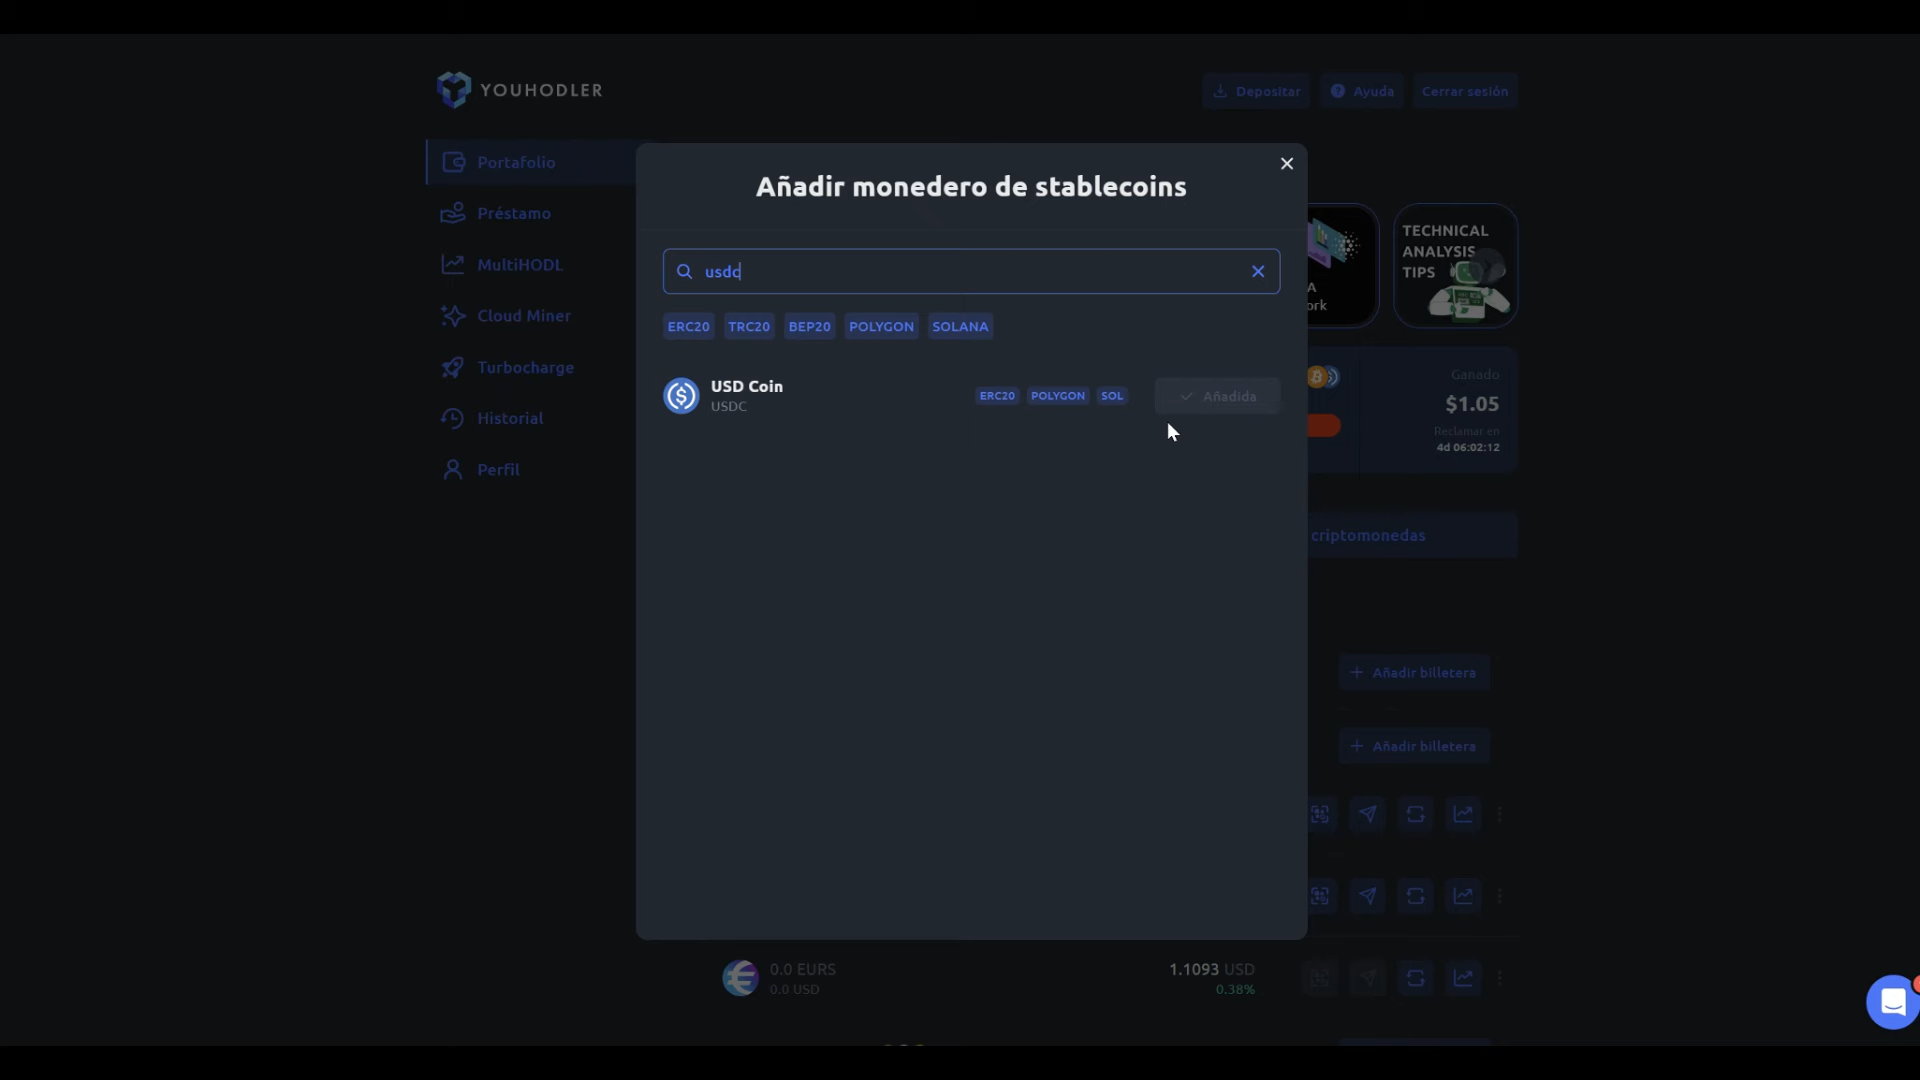 YOUHODLER
Depositar
Ayuda
Cerrar sesión
Portafolio
Préstamo
MultiHODL
Cloud Miner
Turbocharge
Historial
Perfil
Añadir monedero de stablecoins
usdc
ERC20 TRC20 BEP20 POLYGON SOLANA
USD Coin
USDC
ERC20 POLYGON SOL
Añadida
TECHNICAL
ANALYSIS
TIPS
A
ork
Ganado
$1.05
Reclamar en
4d 06:02:12
criptomonedas
+ Añadir billetera
+ Añadir billetera
0.0 EURS
0.0 USD
1.1093 USD
0.38%